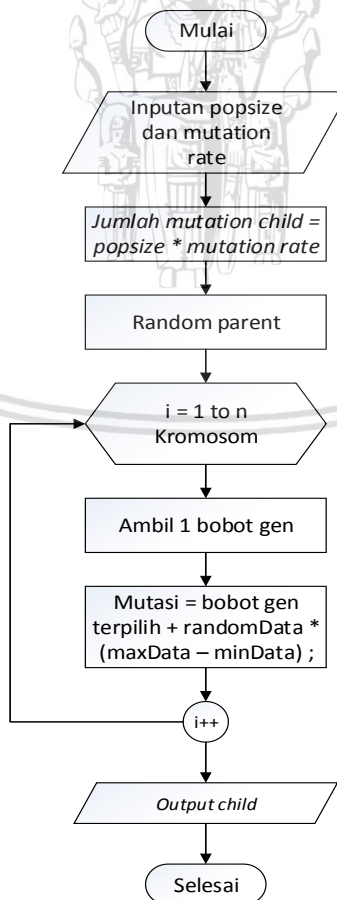 Mulai
Inputan popsize
dan mutation
rate
Jumlah mutation child =
popsize * mutation rate
Random parent
i = 1 to n
Kromosom
Ambil 1 bobot gen
Mutasi = bobot gen
terpilih + randomData *
(maxData – minData) ;
i++
Output child
Selesai